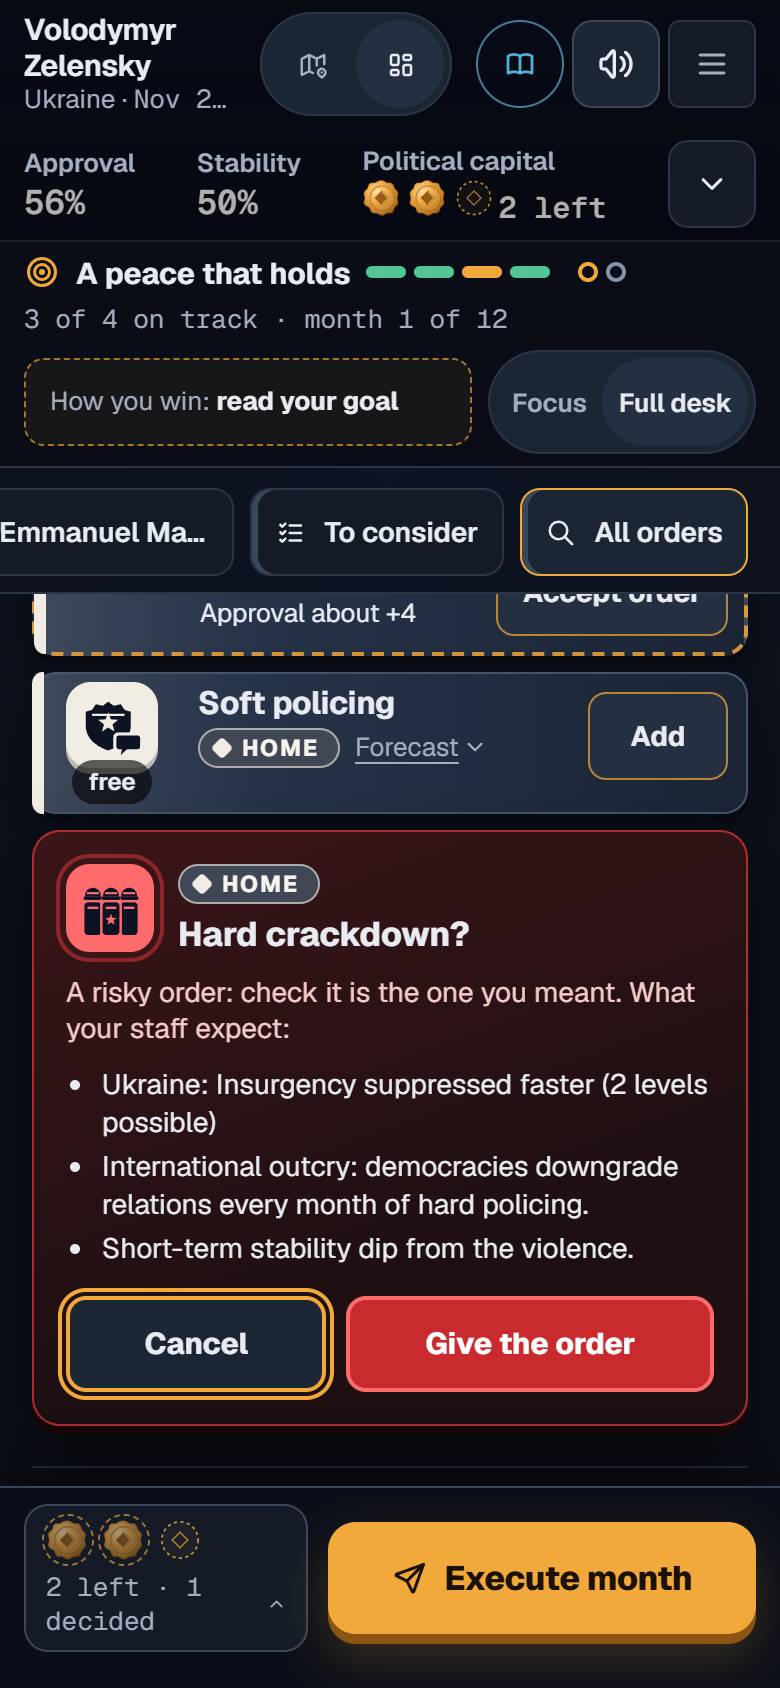 Volodymyr
Zelensky
Ukraine · Nov 2…
Approval
56%
Stability
50%
Political capital
2 left
A peace that holds
3 of 4 on track · month 1 of 12
How you win: read your goal
Focus
Full desk
Emmanuel Ma…
To consider
All orders
Approval about +4
Accept order
Soft policing
HOME
Forecast
Add
free
HOME
Hard crackdown?
A risky order: check it is the one you meant. What
your staff expect:
• Ukraine: Insurgency suppressed faster (2 levels
possible)
• International outcry: democracies downgrade
relations every month of hard policing.
• Short-term stability dip from the violence.
Cancel
Give the order
2 left · 1
decided
Execute month